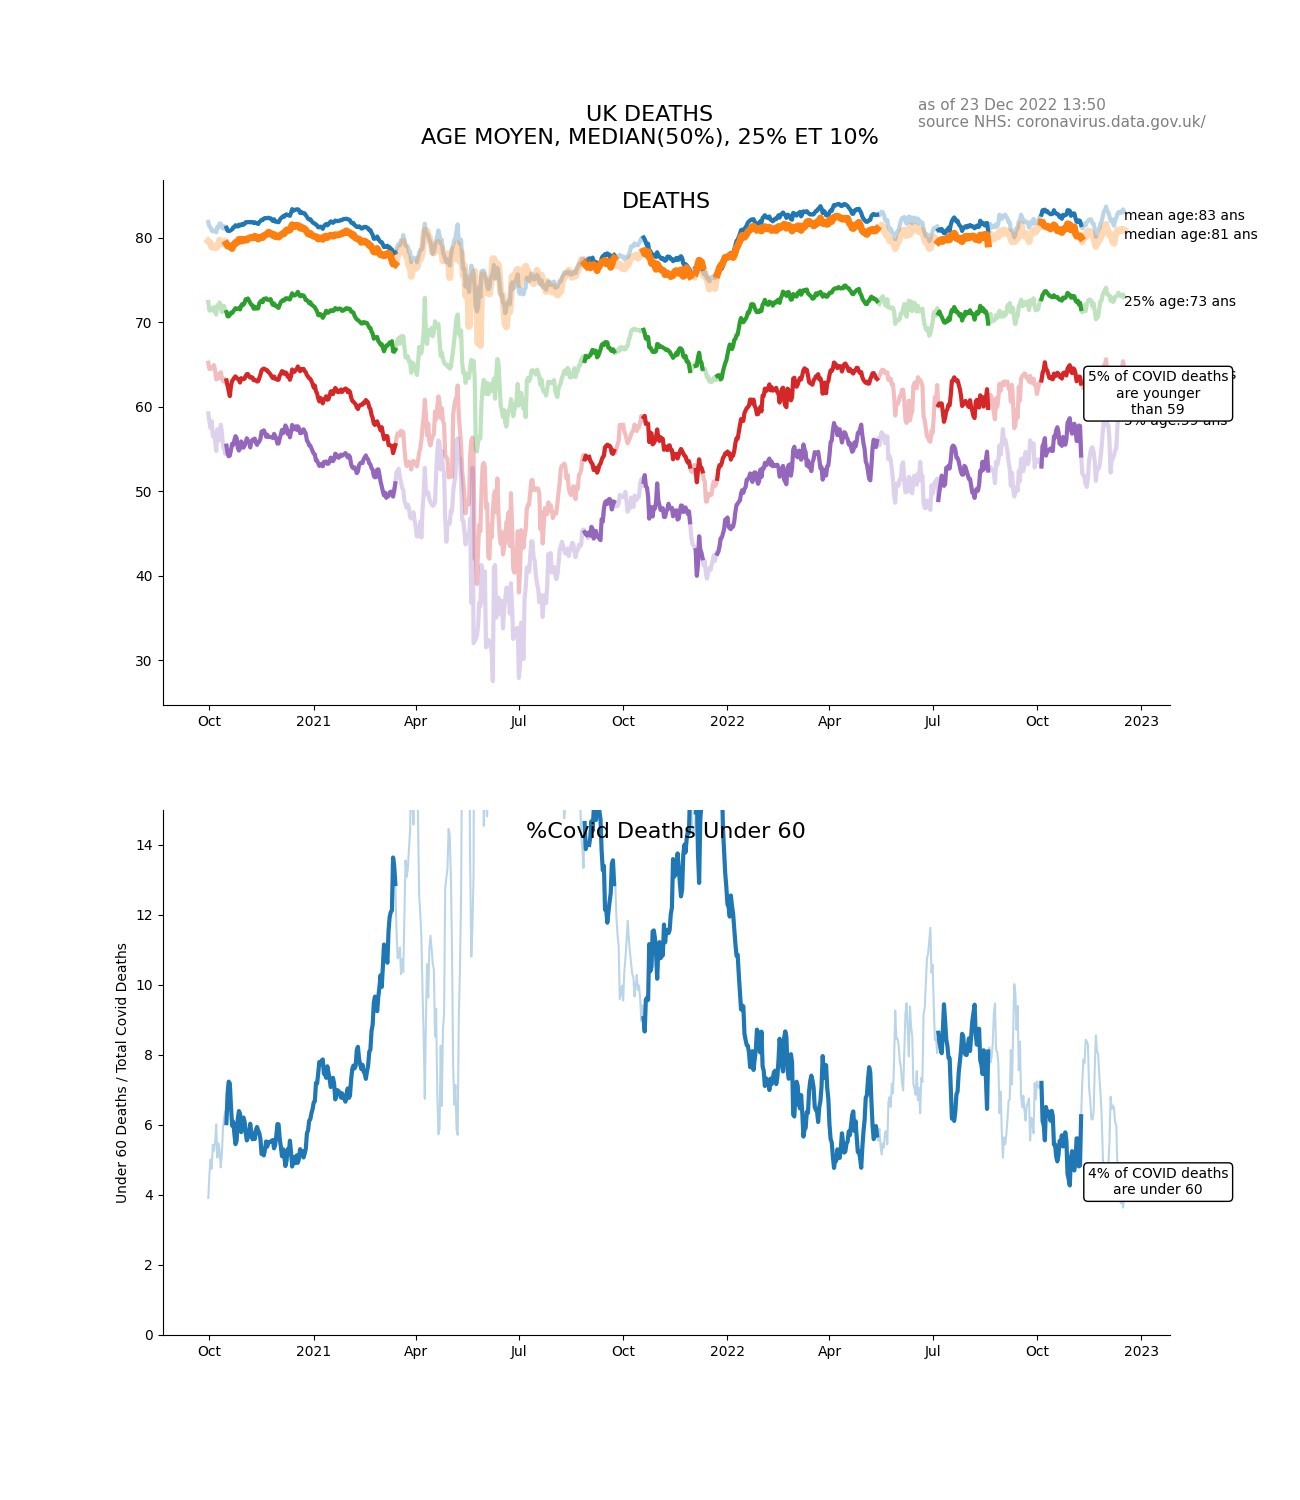 as of 23 Dec 2022 13:50
source NHS: coronavirus.data.gov.uk/
UK DEATHS
AGE MOYEN, MEDIAN(50%), 25% ET 10%
DEATHS
mean age:83 ans
median age:81 ans
25% age:73 ans
5% of COVID deaths
are younger
than 59
5% age:59 ans
80
70
60
50
40
30
Oct 2021 Apr Jul Oct 2022 Apr Jul Oct 2023
%Covid Deaths Under 60
Under 60 Deaths / Total Covid Deaths
14
12
10
8
6
4
2
0
4% of COVID deaths
are under 60
Oct 2021 Apr Jul Oct 2022 Apr Jul Oct 2023